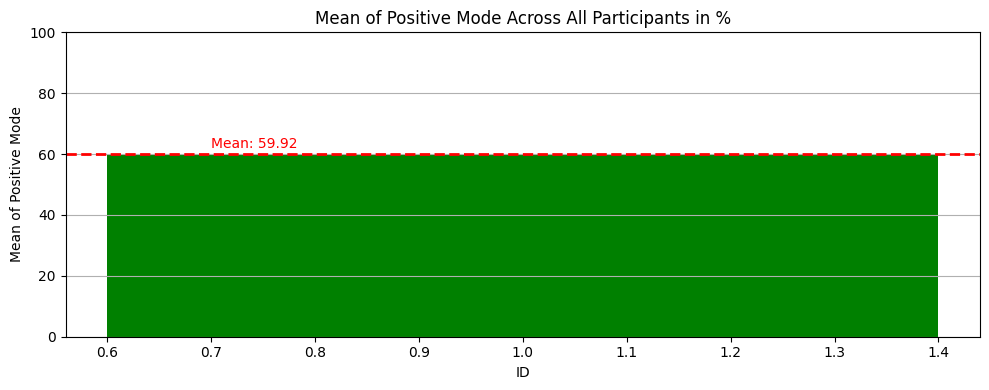 Mean of Positive Mode Across All Participants in %
Mean of Positive Mode
100
80
60
40
20
0
Mean: 59.92
0.6 0.7 0.8 0.9 1.0 1.1 1.2 1.3 1.4
ID